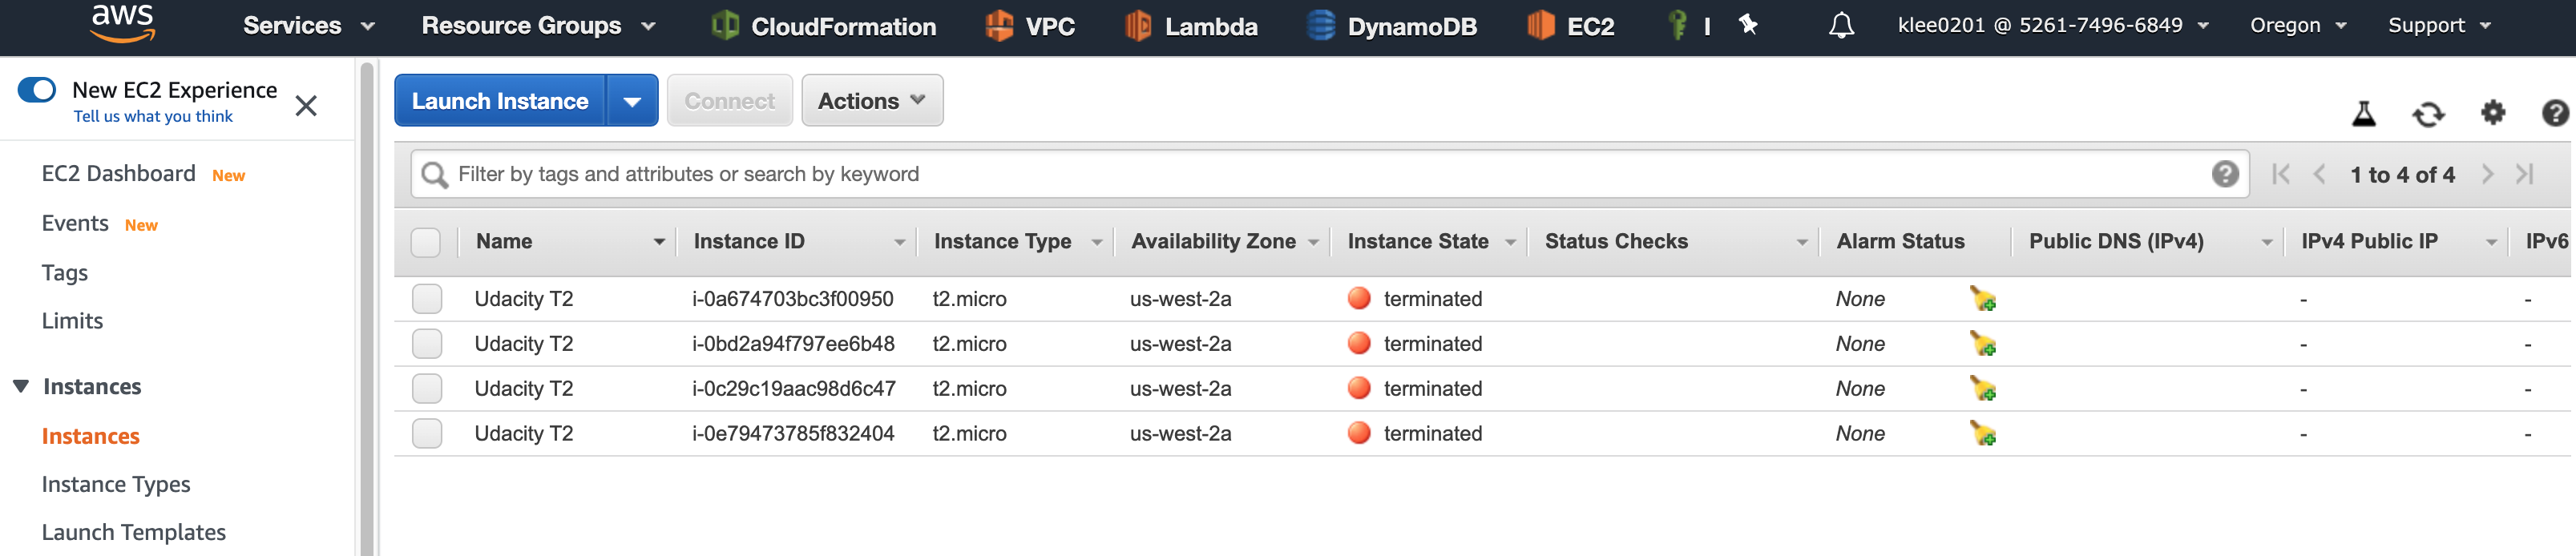 aws Services Resource Groups CloudFormation VPC Lambda DynamoDB EC2 I klee0201 @ 5261-7496-6849 Oregon Support
New EC2 Experience
Tell us what you think
Launch Instance Connect Actions
EC2 Dashboard New
Events New
Tags
Limits
Instances
Instances
Instance Types
Launch Templates
Filter by tags and attributes or search by keyword 1 to 4 of 4
Name Instance ID Instance Type Availability Zone Instance State Status Checks Alarm Status Public DNS (IPv4) IPv4 Public IP IPv6
Udacity T2 i-0a674703bc3f00950 t2.micro us-west-2a terminated None - -
Udacity T2 i-0bd2a94f797ee6b48 t2.micro us-west-2a terminated None - -
Udacity T2 i-0c29c19aac98d6c47 t2.micro us-west-2a terminated None - -
Udacity T2 i-0e79473785f832404 t2.micro us-west-2a terminated None - -